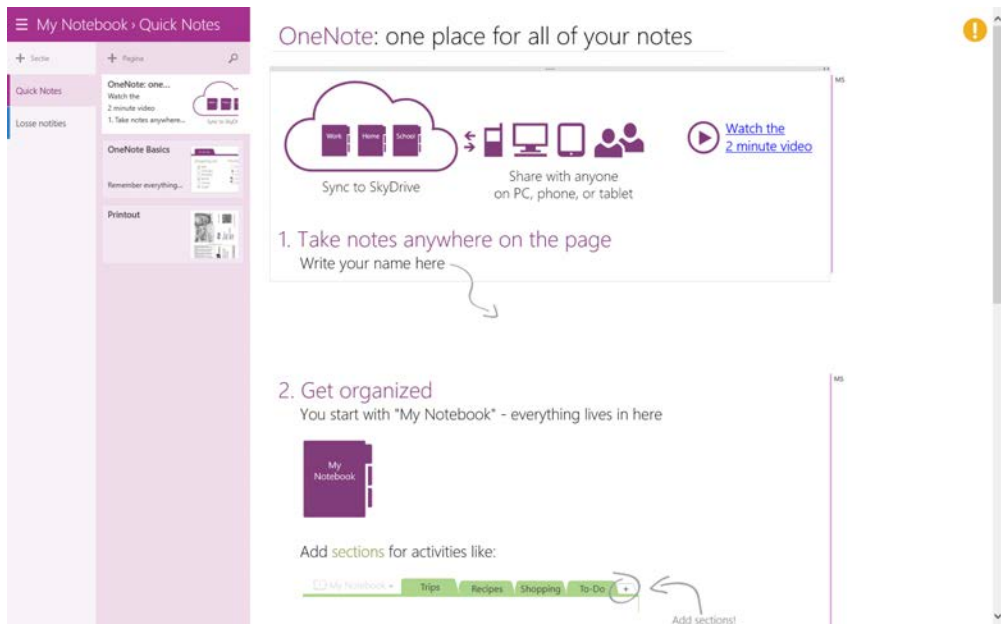 My Notebook › Quick Notes
+ Sectie
+ Pagina
Quick Notes
Losse notities
OneNote: one...
Watch the
2 minute video
1. Take notes anywhere...
OneNote Basics
Remember everything...
Printout
OneNote: one place for all of your notes
MS
Work Home School
Sync to SkyDrive
Share with anyone
on PC, phone, or tablet
Watch the
2 minute video
1. Take notes anywhere on the page
Write your name here
2. Get organized
MS
You start with "My Notebook" - everything lives in here
My
Notebook
Add sections for activities like:
My Notebook Trips Recipes Shopping To-Do +
Add sections!